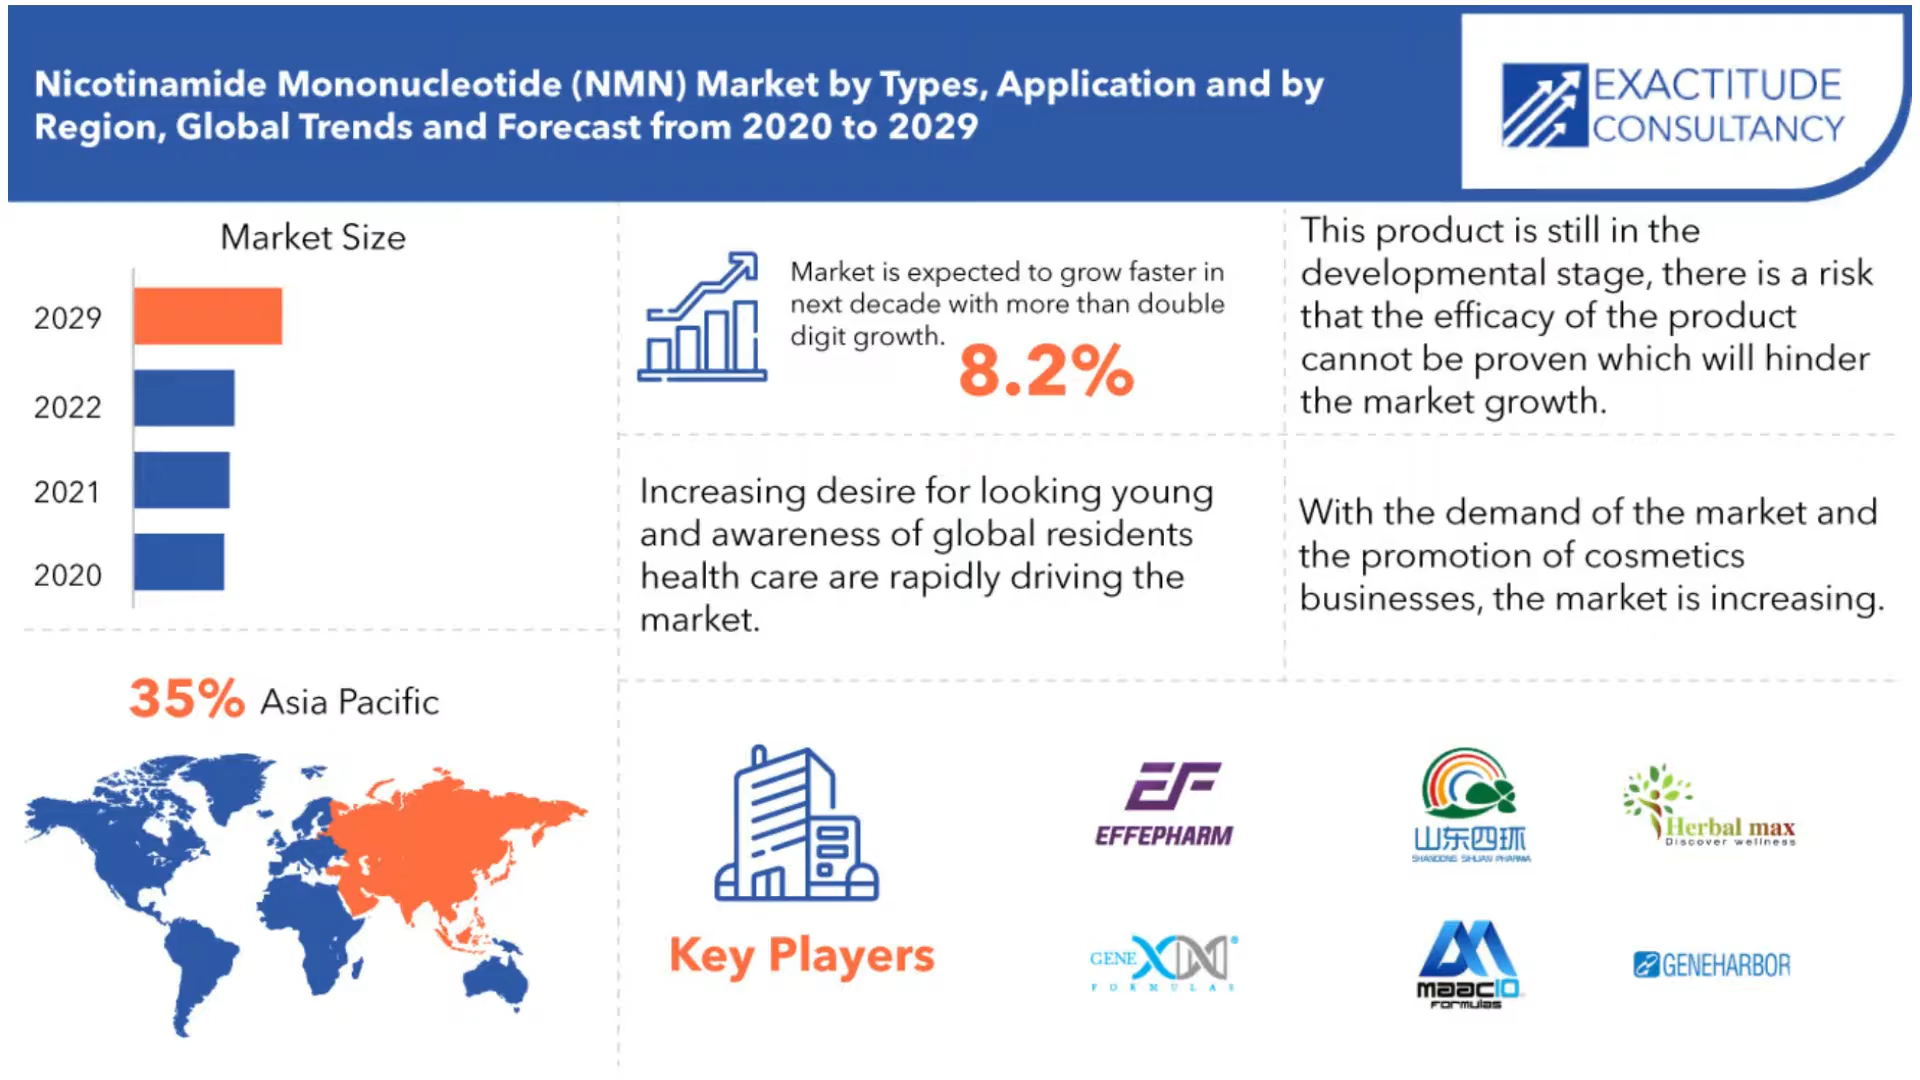 Nicotinamide Mononucleotide (NMN) Market by Types, Application and by
Region, Global Trends and Forecast from 2020 to 2029
EXACTITUDE
CONSULTANCY
Market Size
2029
2022
2021
2020
35% Asia Pacific
Market is expected to grow faster in
next decade with more than double
digit growth.
8.2%
This product is still in the
developmental stage, there is a risk
that the efficacy of the product
cannot be proven which will hinder
the market growth.
Increasing desire for looking young
and awareness of global residents
health care are rapidly driving the
market.
With the demand of the market and
the promotion of cosmetics
businesses, the market is increasing.
Key Players
EF
EFFEPHARM
山东四环
SHANDONG SIHUAN PHARMA
Herbal max
Discover wellness
GENE XIN®
FORMULAS
maac10
Formulas
GENEHARBOR